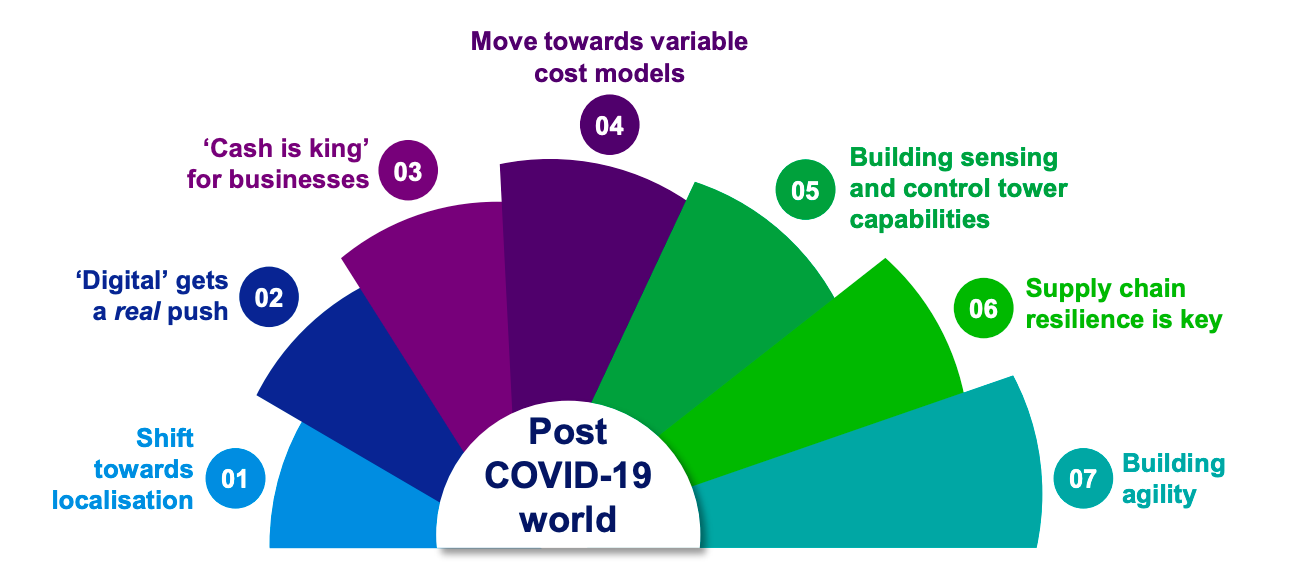 Move towards variable
cost models
04
‘Cash is king’
for businesses
03
05
Building sensing
and control tower
capabilities
‘Digital’ gets
a real push
02
06
Supply chain
resilience is key
Shift
towards
localisation
01
Post
COVID-19
world
07
Building
agility